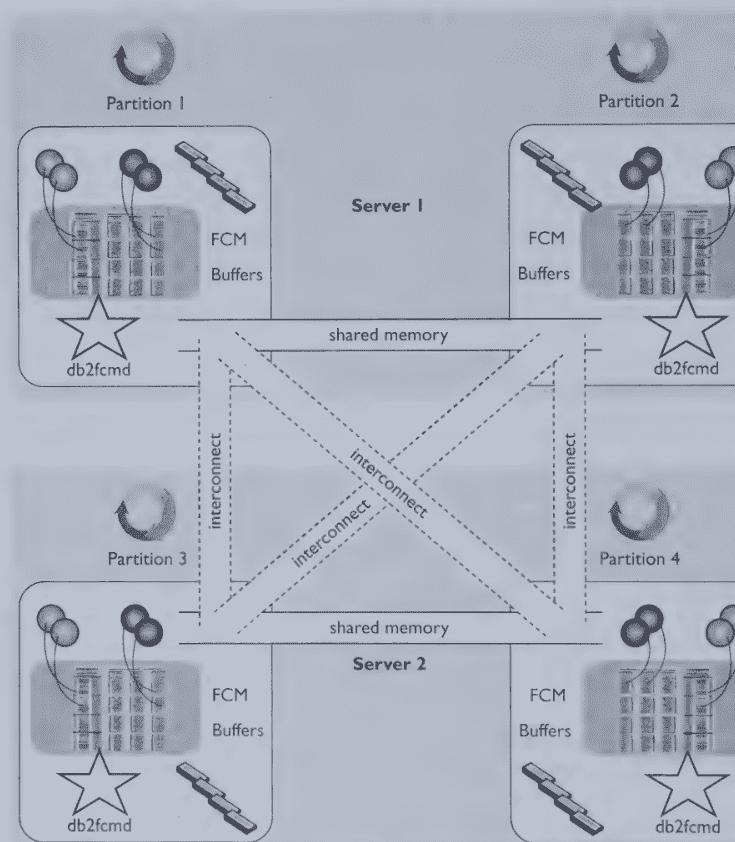 Partition 1
Partition 2
Server 1
FCM
Buffers
FCM
Buffers
shared memory
db2fcmd
db2fcmd
interconnect
interconnect
interconnect
interconnect
Partition 3
Partition 4
shared memory
Server 2
FCM
Buffers
FCM
Buffers
db2fcmd
db2fcmd